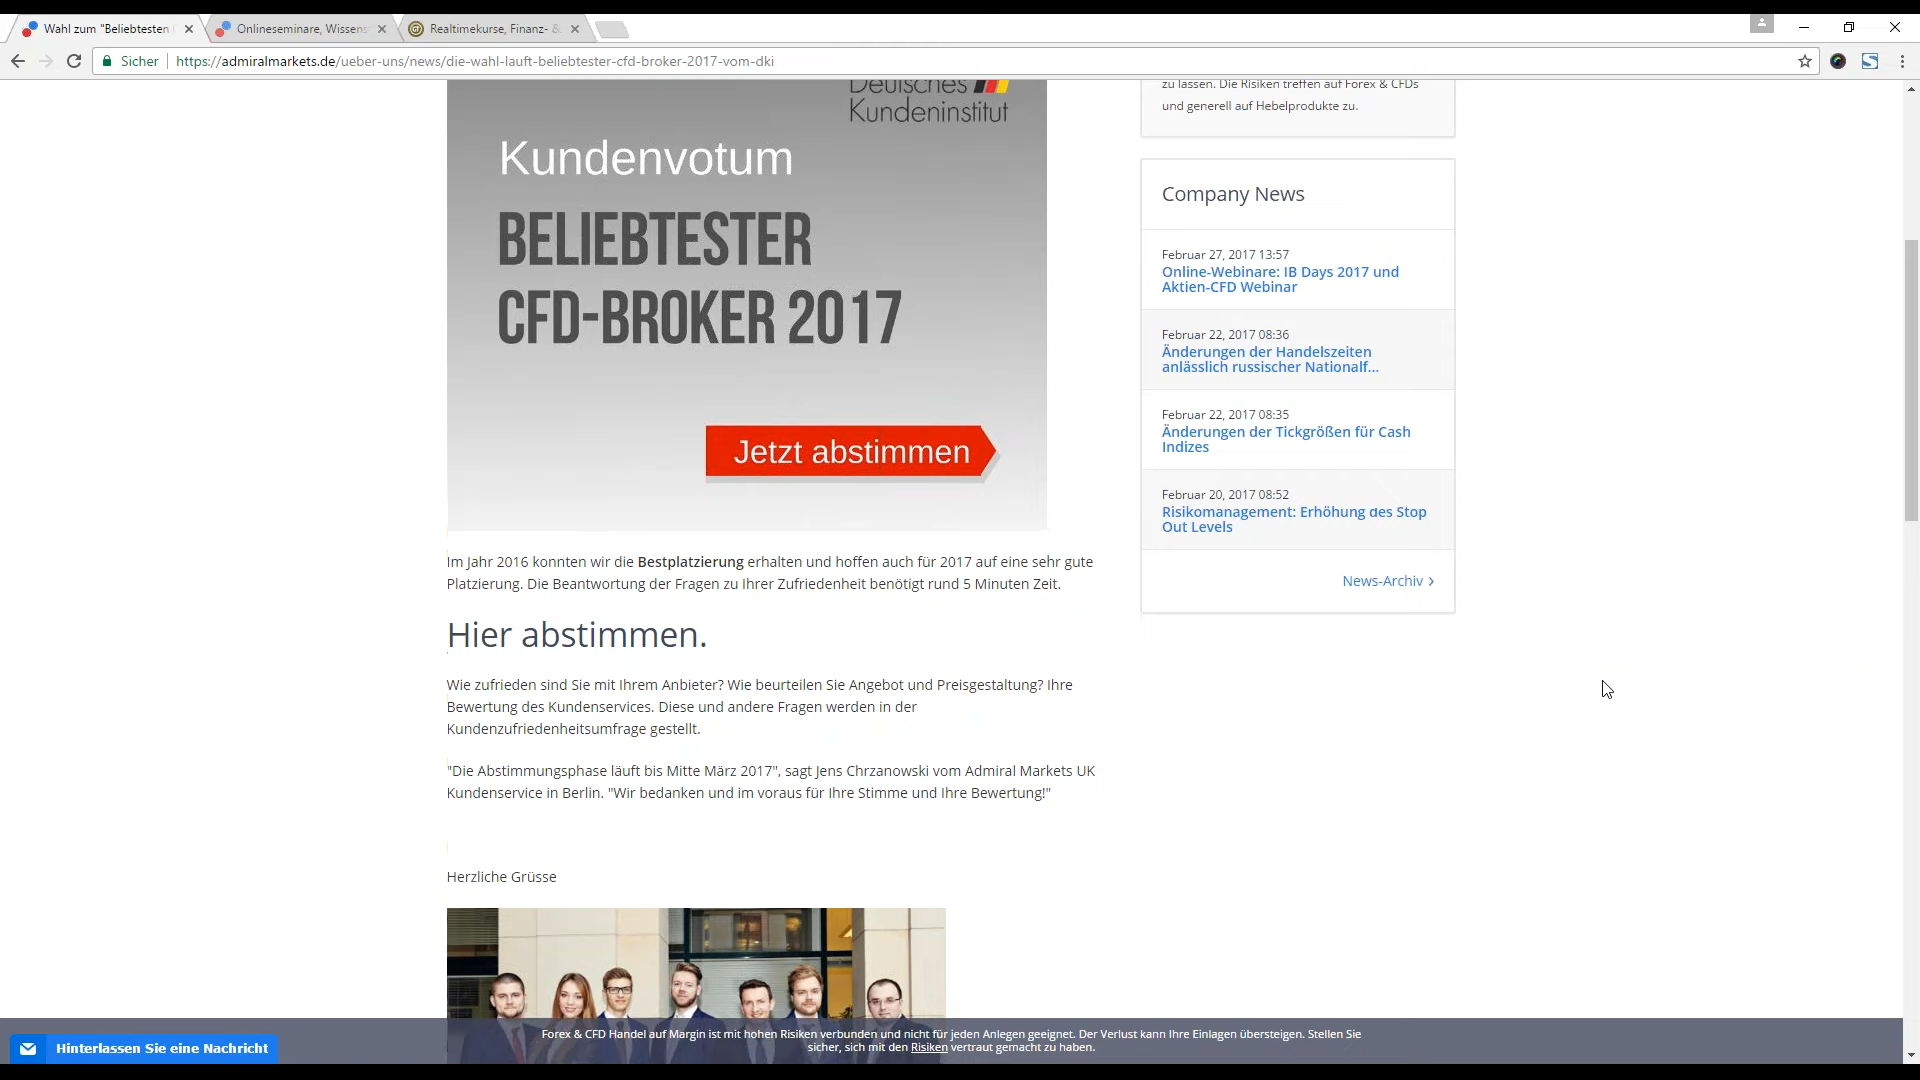 Wahl zum "Beliebtesten
Onlineseminare, Wissens
Realtimekurse, Finanz- &
Sicher
https://admiralmarkets.de/ueber-uns/news/die-wahl-lauft-beliebtester-cfd-broker-2017-vom-dki
Deutsches
Kundeninstitut
Kundenvotum
BELIEBTESTER
CFD-BROKER 2017
Jetzt abstimmen
Im Jahr 2016 konnten wir die Bestplatzierung erhalten und hoffen auch für 2017 auf eine sehr gute
Platzierung. Die Beantwortung der Fragen zu Ihrer Zufriedenheit benötigt rund 5 Minuten Zeit.
Hier abstimmen.
Wie zufrieden sind Sie mit Ihrem Anbieter? Wie beurteilen Sie Angebot und Preisgestaltung? Ihre
Bewertung des Kundenservices. Diese und andere Fragen werden in der
Kundenzufriedenheitsumfrage gestellt.
"Die Abstimmungsphase läuft bis Mitte März 2017", sagt Jens Chrzanowski vom Admiral Markets UK
Kundenservice in Berlin. "Wir bedanken und im voraus für Ihre Stimme und Ihre Bewertung!"
Herzliche Grüsse
zu lassen. Die Risiken treffen auf Forex & CFDs
und generell auf Hebelprodukte zu.
Company News
Februar 27, 2017 13:57
Online-Webinare: IB Days 2017 und
Aktien-CFD Webinar
Februar 22, 2017 08:36
Änderungen der Handelszeiten
anlässlich russischer Nationalf...
Februar 22, 2017 08:35
Änderungen der Tickgrößen für Cash
Indizes
Februar 20, 2017 08:52
Risikomanagement: Erhöhung des Stop
Out Levels
News-Archiv
Forex & CFD Handel auf Margin ist mit hohen Risiken verbunden und nicht für jeden Anlegen geeignet. Der Verlust kann Ihre Einlagen übersteigen. Stellen Sie
sicher, sich mit den Risiken vertraut gemacht zu haben.
Hinterlassen Sie eine Nachricht